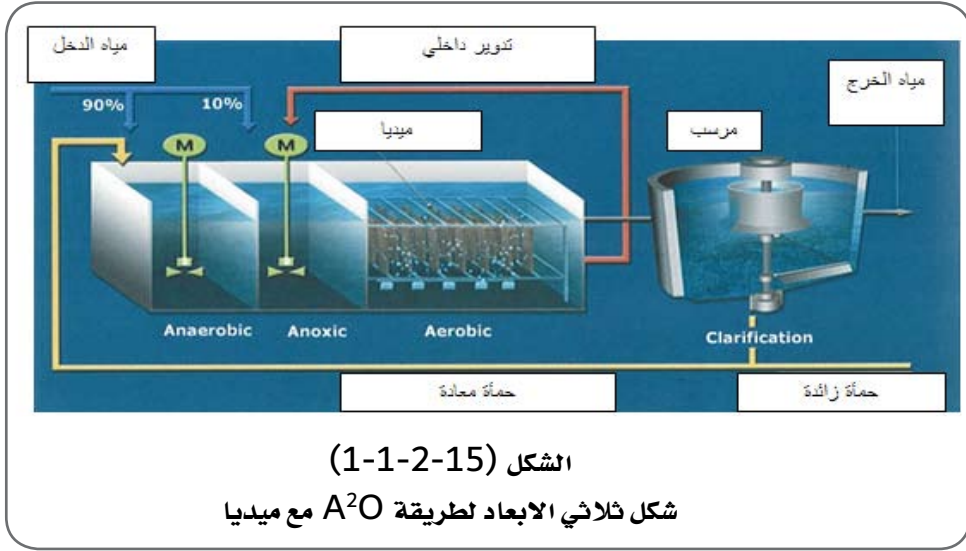 مياه الدخل
تدوير داخلي
مياه الخرج
90%
10%
ميديا
مرسب
M
M
Anaerobic
Anoxic
Aerobic
Clarification
حمأة معادة
حمأة زائدة
الشكل (15-2-1-1)
شكل ثلاثي الابعاد لطريقة A²O مع ميديا